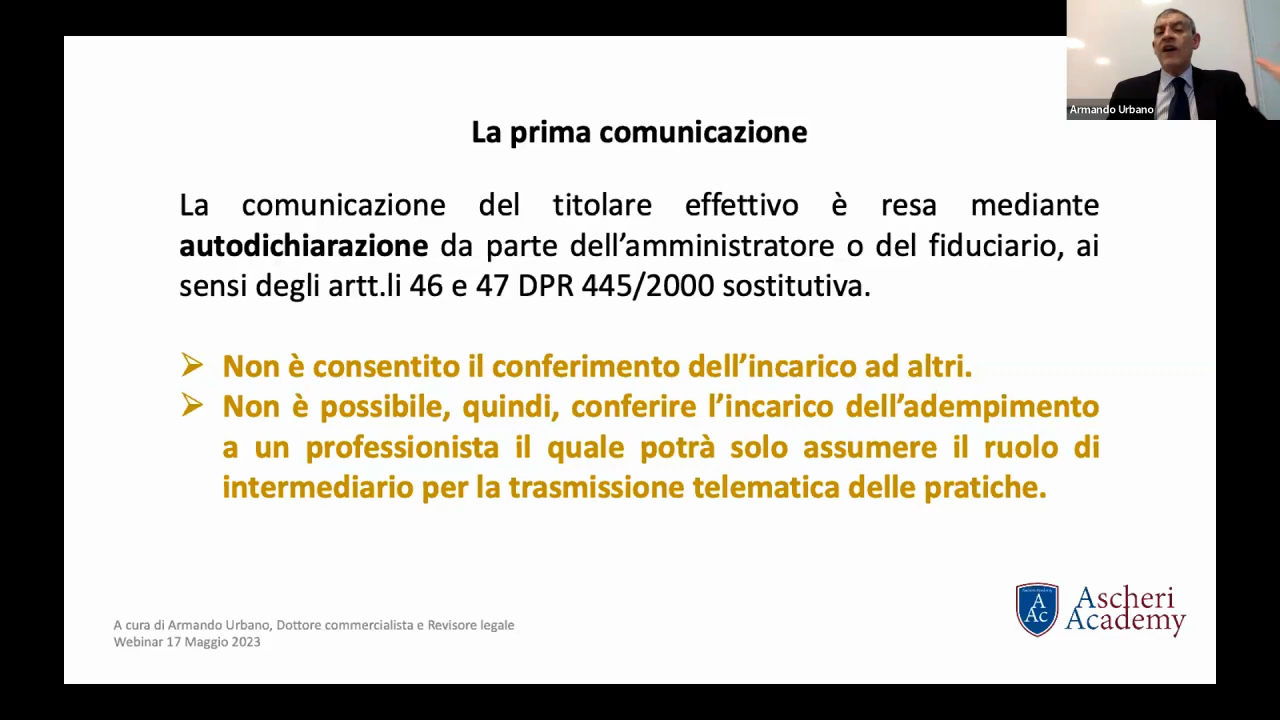 Armando Urbano
La prima comunicazione
La comunicazione del titolare effettivo è resa mediante
autodichiarazione da parte dell’amministratore o del fiduciario, ai
sensi degli artt.li 46 e 47 DPR 445/2000 sostitutiva.
➢ Non è consentito il conferimento dell’incarico ad altri.
➢ Non è possibile, quindi, conferire l’incarico dell’adempimento
a un professionista il quale potrà solo assumere il ruolo di
intermediario per la trasmissione telematica delle pratiche.
A cura di Armando Urbano, Dottore commercialista e Revisore legale
Webinar 17 Maggio 2023
A
Ac
Ascheri
Academy